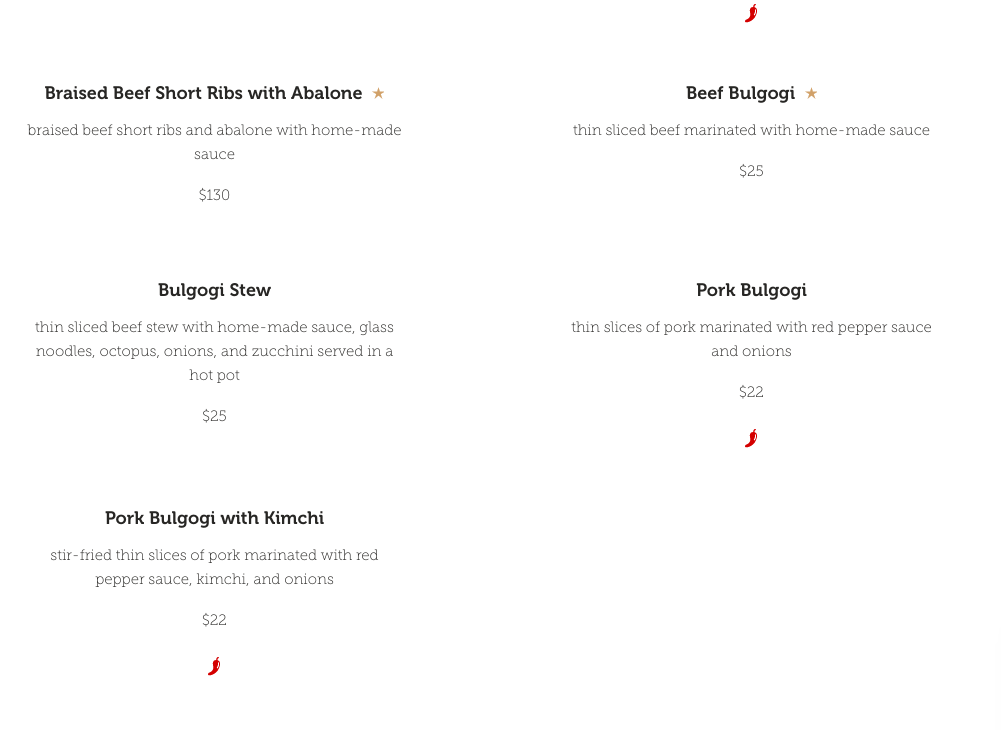 Braised Beef Short Ribs with Abalone
braised beef short ribs and abalone with home-made
sauce
$130
Beef Bulgogi
thin sliced beef marinated with home-made sauce
$25
Bulgogi Stew
thin sliced beef stew with home-made sauce, glass
noodles, octopus, onions, and zucchini served in a
hot pot
$25
Pork Bulgogi
thin slices of pork marinated with red pepper sauce
and onions
$22
Pork Bulgogi with Kimchi
stir-fried thin slices of pork marinated with red
pepper sauce, kimchi, and onions
$22